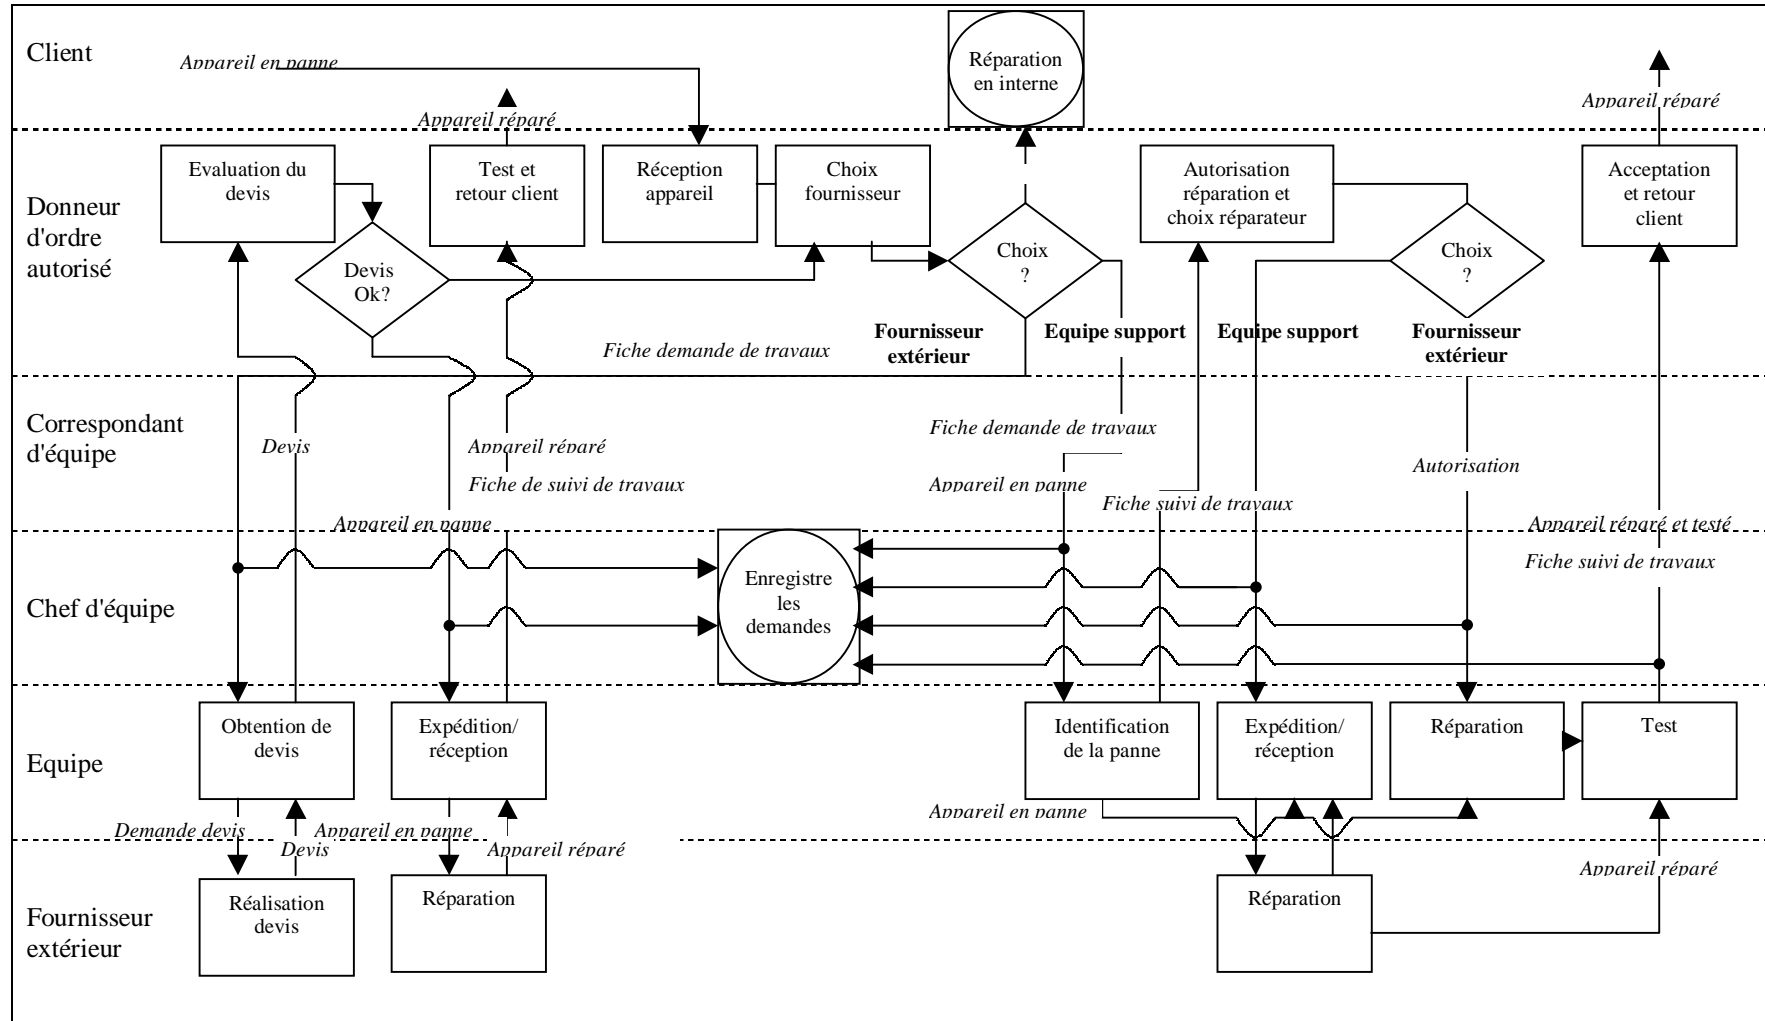 Client
Appareil en panne
Réparation
en interne
Appareil réparé
Appareil réparé
Donneur
d'ordre
autorisé
Evaluation du
devis
Test et
retour client
Réception
appareil
Choix
fournisseur
Autorisation
réparation et
choix réparateur
Acceptation
et retour
client
Devis
Ok?
Choix
?
Choix
?
Fournisseur
extérieur
Equipe support
Equipe support
Fournisseur
extérieur
Fiche demande de travaux
Correspondant
d'équipe
Devis
Appareil réparé
Fiche de suivi de travaux
Fiche demande de travaux
Appareil en panne
Fiche suivi de travaux
Autorisation
Appareil en panne
Appareil réparé et testé
Fiche suivi de travaux
Chef d'équipe
Enregistre
les
demandes
Equipe
Obtention de
devis
Expédition/
réception
Identification
de la panne
Expédition/
réception
Réparation
Test
Appareil en panne
Demande devis
Appareil en panne
Devis
Appareil réparé
Appareil réparé
Fournisseur
extérieur
Réalisation
devis
Réparation
Réparation